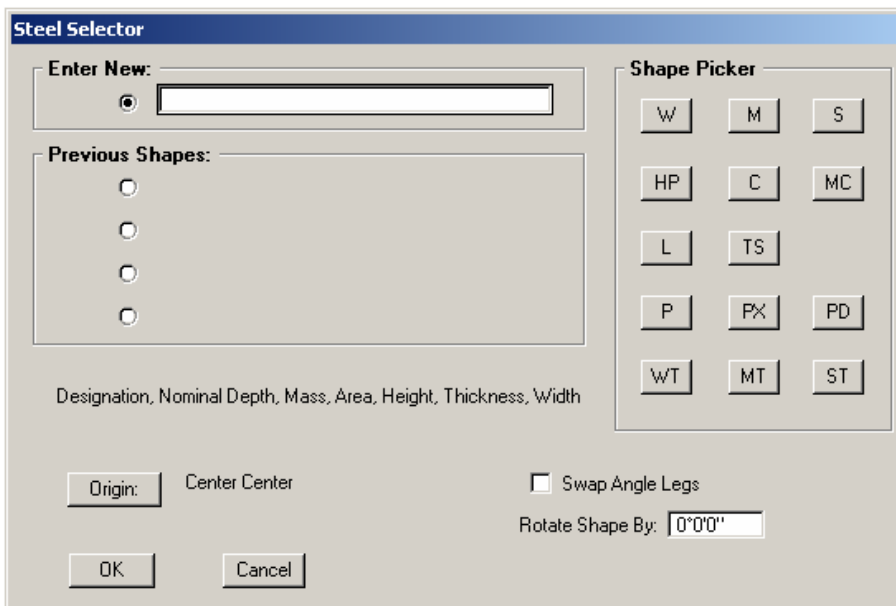 Steel Selector
Enter New:
Previous Shapes:
Designation, Nominal Depth, Mass, Area, Height, Thickness, Width
Shape Picker
W M S
HP C MC
L TS
P PX PD
WT MT ST
Origin: Center Center
Swap Angle Legs
Rotate Shape By: 0°0'0"
OK Cancel